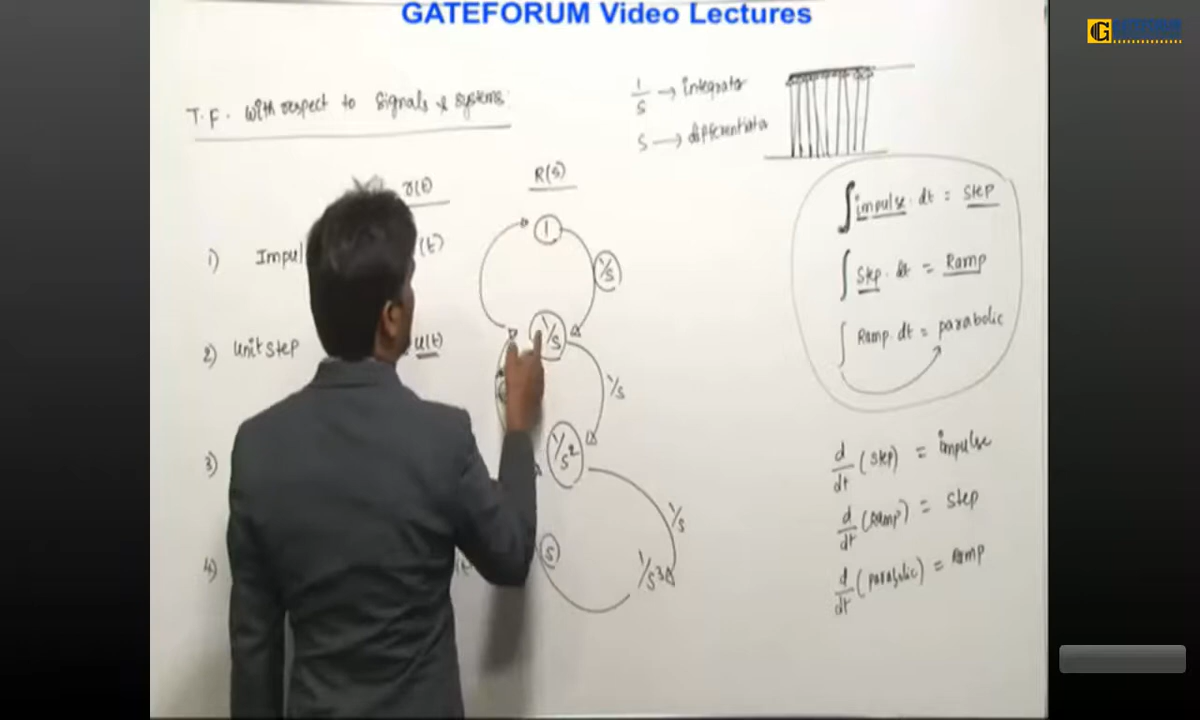 GATEFORUM Video Lectures
GATEFORUM
T.F. with respect to signals & systems
1/s → integrator
s → differentiator
r(t)
R(s)
1) Impul (t)
1
1/s
2) Unit step u(t)
1/s
1/s
3)
1/s²
1/s
4)
s
1/s³
∫ impulse. dt = Step
∫ Step. dt = Ramp
∫ Ramp. dt = parabolic
d/dt (step) = impulse
d/dt (Ramp) = step
d/dt (parabolic) = Ramp